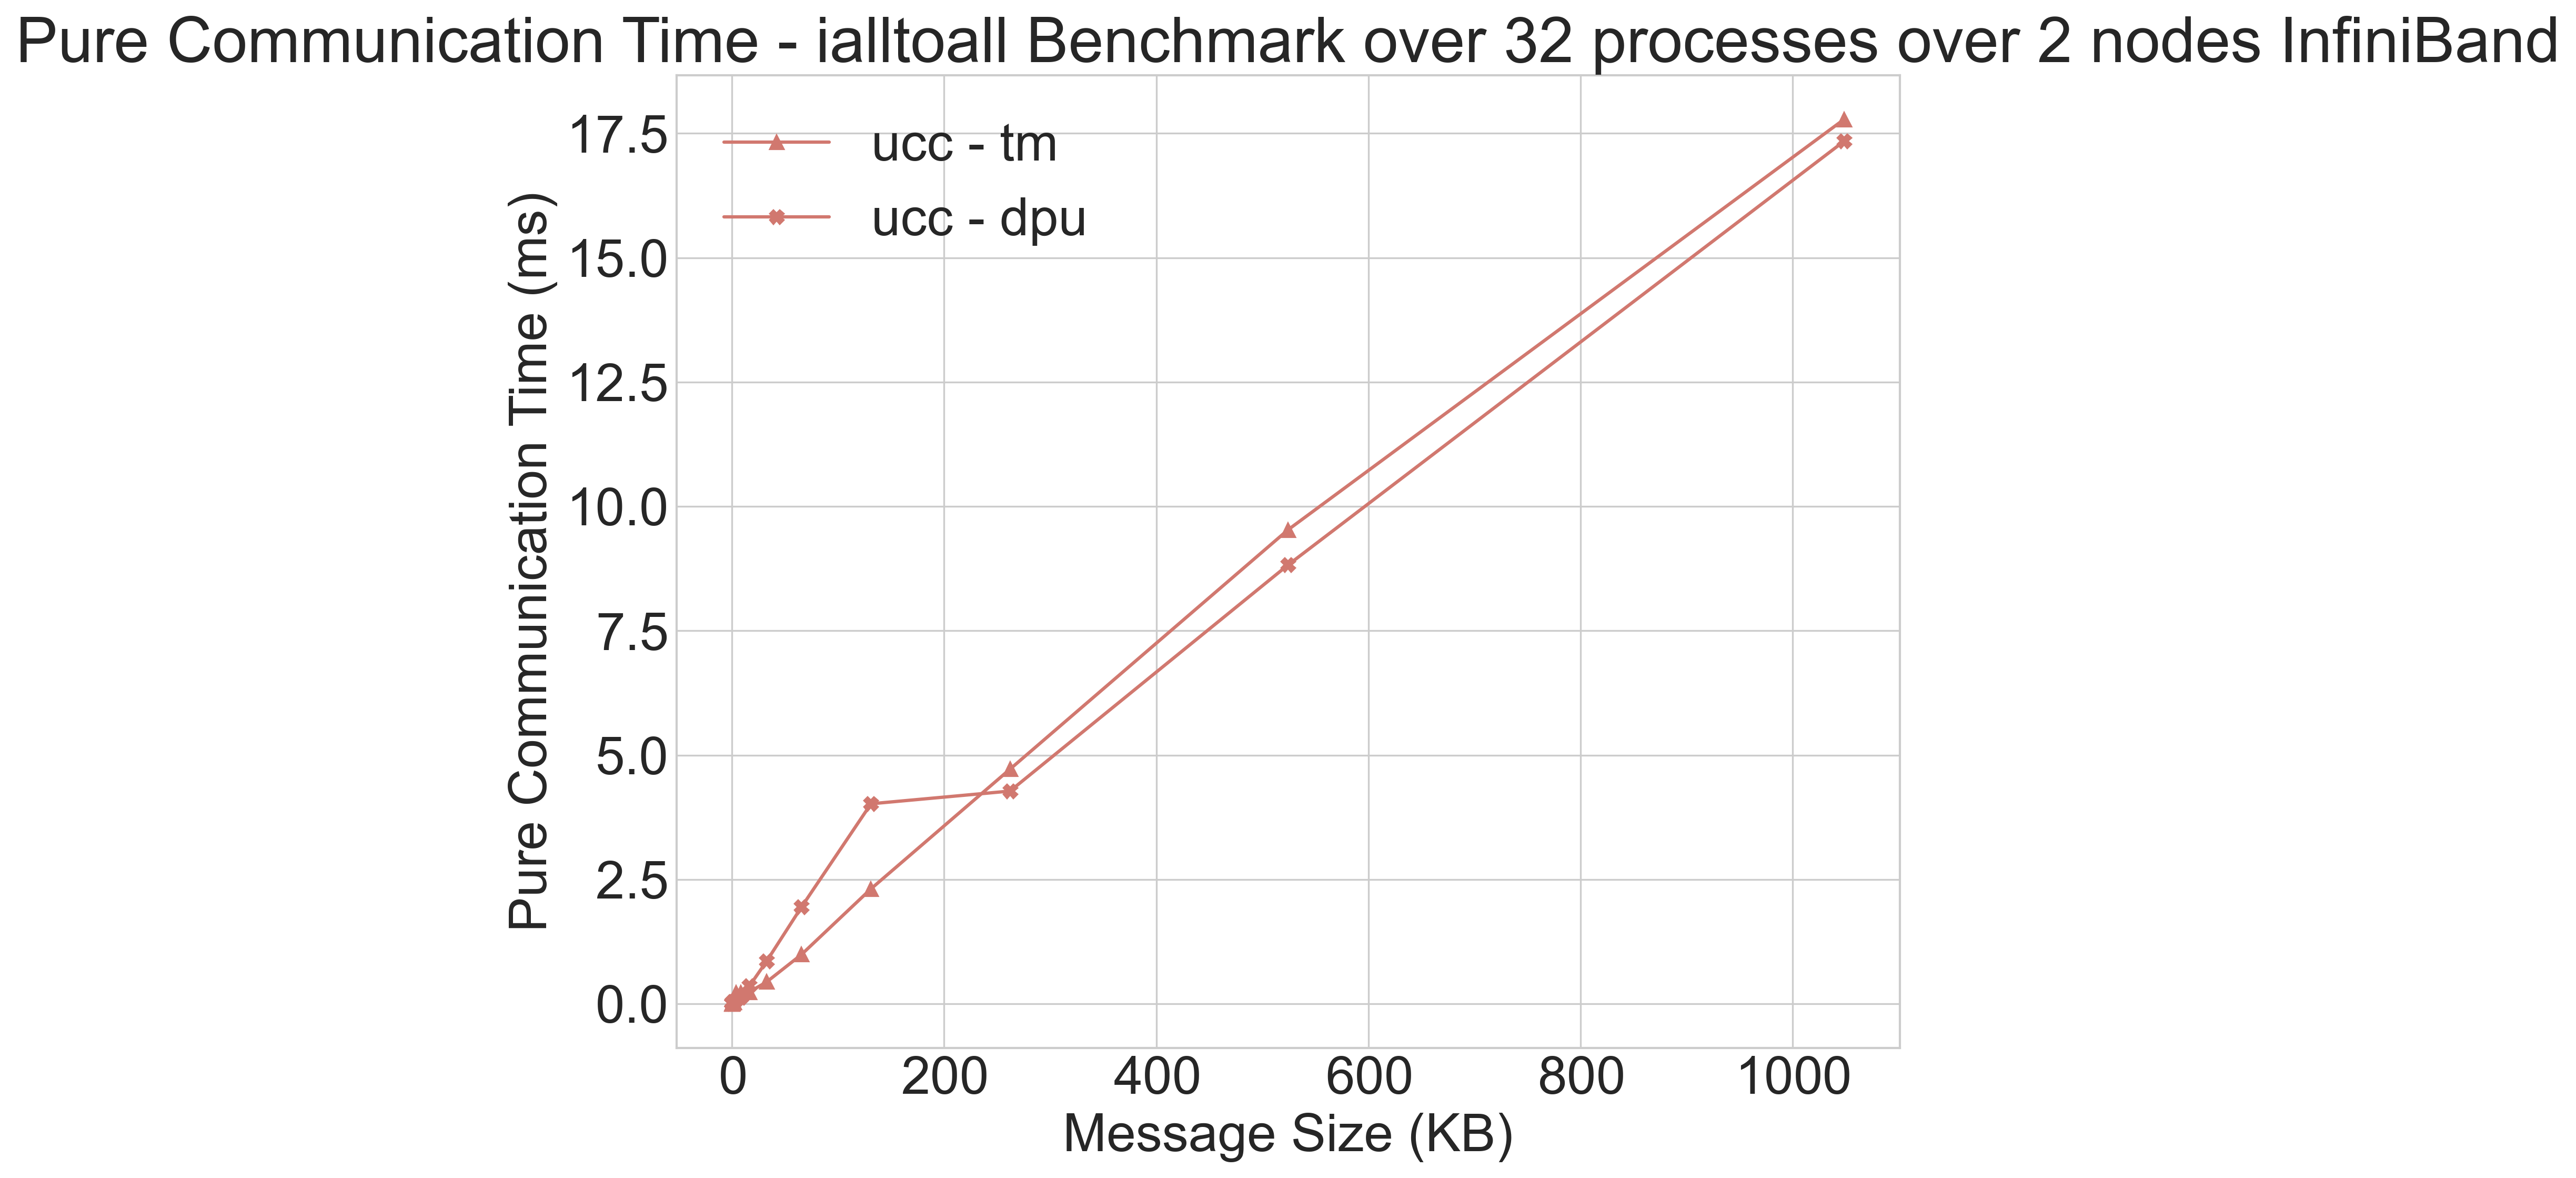 Pure Communication Time - ialltoall Benchmark over 32 processes over 2 nodes InfiniBand
ucc - tm
ucc - dpu
Pure Communication Time (ms)
17.5
15.0
12.5
10.0
7.5
5.0
2.5
0.0
0 200 400 600 800 1000
Message Size (KB)